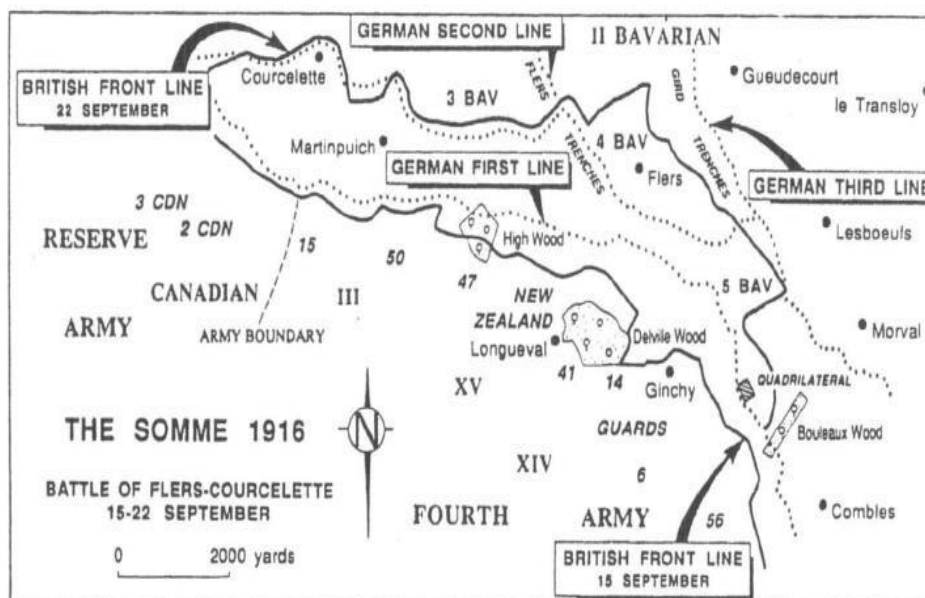 GERMAN SECOND LINE
11 BAVARIAN
Courcelette
FLERS
GIRD
Gueudecourt
le Transloy
BRITISH FRONT LINE
22 SEPTEMBER
3 BAV
Martinpuich
TRENCHES
4 BAV
Flers
TRENCHES
GERMAN FIRST LINE
GERMAN THIRD LINE
3 CDN
2 CDN
RESERVE
15
50
High Wood
Lesboeufs
47
5 BAV
CANADIAN
III
NEW
ZEALAND
ARMY
ARMY BOUNDARY
Longueval
Delville Wood
Morval
XV
41
14
Ginchy
QUADRILATERAL
THE SOMME 1916
N
GUARDS
Bouleaux Wood
XIV
6
BATTLE OF FLERS-COURCELETTE
15-22 SEPTEMBER
FOURTH
ARMY
56
Combles
0
2000 yards
BRITISH FRONT LINE
15 SEPTEMBER